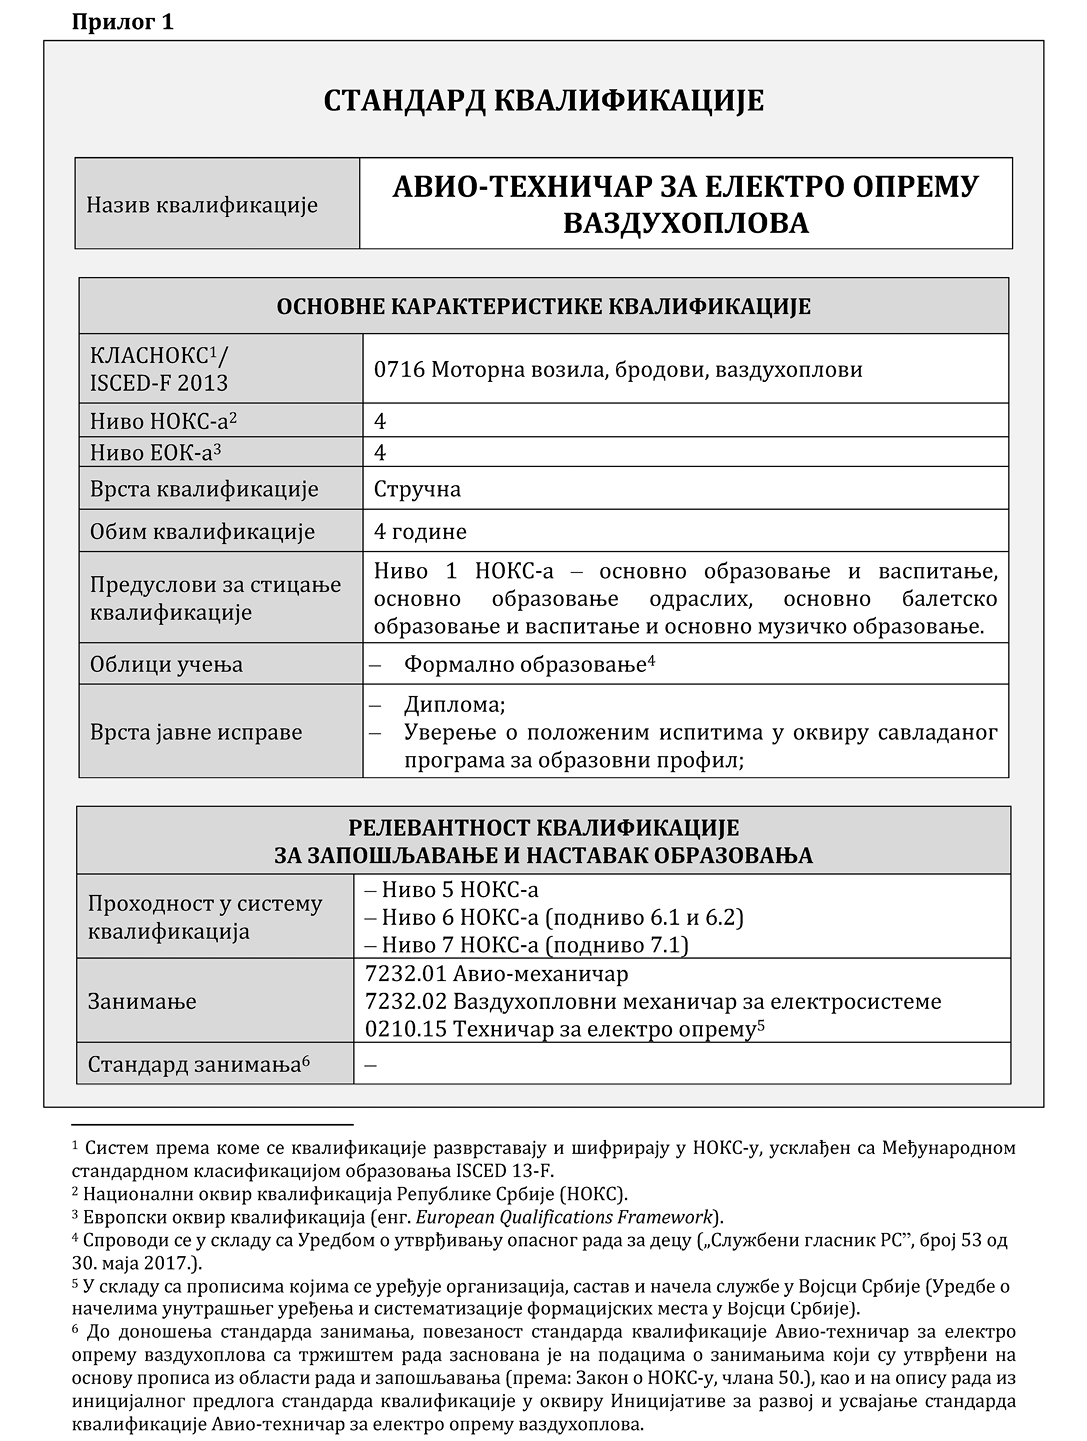 Прилог 1
СТАНДАРД КВАЛИФИКАЦИЈЕ
Назив квалификације
АВИО-ТЕХНИЧАР ЗА ЕЛЕКТРО ОПРЕМУ
ВАЗДУХОПЛОВА
ОСНОВНЕ КАРАКТЕРИСТИКЕ КВАЛИФИКАЦИЈЕ
КЛАСНОКС¹/
ISCED-F 2013
0716 Моторна возила, бродови, ваздухоплови
Ниво НОКС-а²
4
Ниво ЕОК-а³
4
Врста квалификације
Стручна
Обим квалификације
4 године
Предуслови за стицање
квалификације
Ниво 1 НОКС-а – основно образовање и васпитање,
основно образовање одраслих, основно балетско
образовање и васпитање и основно музичко образовање.
Облици учења
– Формално образовање⁴
Врста јавне исправе
– Диплома;
– Уверење о положеним испитима у оквиру савладаног
програма за образовни профил;
РЕЛЕВАНТНОСТ КВАЛИФИКАЦИЈЕ
ЗА ЗАПОШЉАВАЊЕ И НАСТАВАК ОБРАЗОВАЊА
Проходност у систему
квалификација
– Ниво 5 НОКС-а
– Ниво 6 НОКС-а (подниво 6.1 и 6.2)
– Ниво 7 НОКС-а (подниво 7.1)
Занимање
7232.01 Авио-механичар
7232.02 Ваздухопловни механичар за електросистеме
0210.15 Техничар за електро опрему⁵
Стандард занимања⁶
–
¹ Систем према коме се квалификације разврставају и шифрирају у НОКС-у, усклађен са Међународном
стандардном класификацијом образовања ISCED 13-F.
² Национални оквир квалификација Републике Србије (НОКС).
³ Европски оквир квалификација (енг. European Qualifications Framework).
⁴ Спроводи се у складу са Уредбом о утврђивању опасног рада за децу („Службени гласник РС”, број 53 од
30. маја 2017.).
⁵ У складу са прописима којима се уређује организација, састав и начела службе у Војсци Србије (Уредбе о
начелима унутрашњег уређења и систематизације формацијских места у Војсци Србије).
⁶ До доношења стандарда занимања, повезаност стандарда квалификације Авио-техничар за електро
опрему ваздухоплова са тржиштем рада заснована је на подацима о занимањима који су утврђени на
основу прописа из области рада и запошљавања (према: Закон о НОКС-у, члана 50.), као и на опису рада из
иницијалног предлога стандарда квалификације у оквиру Иницијативе за развој и усвајање стандарда
квалификације Авио-техничар за електро опрему ваздухоплова.